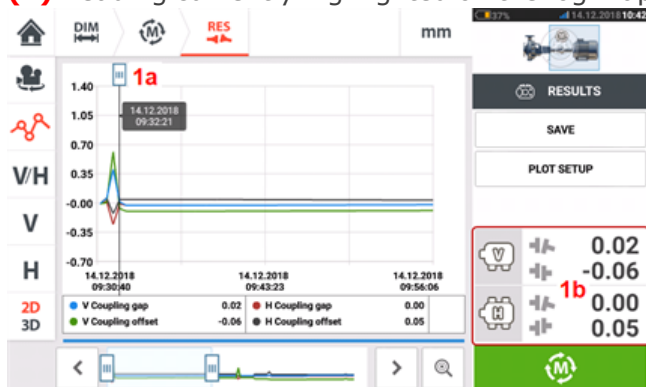 DIM
M
RES
mm
37%
14.12.2018 10:42
1a
14.12.2018
09:32:21
1.40
1.05
0.70
0.35
-0.00
-0.35
-0.70
14.12.2018
09:30:40
14.12.2018
09:43:23
14.12.2018
09:56:06
V Coupling gap 0.02 H Coupling gap 0.00
V Coupling offset -0.06 H Coupling offset 0.05
V/H
V
H
2D
3D
RESULTS
SAVE
PLOT SETUP
V 0.02
-0.06
1b
H 0.00
0.05
M